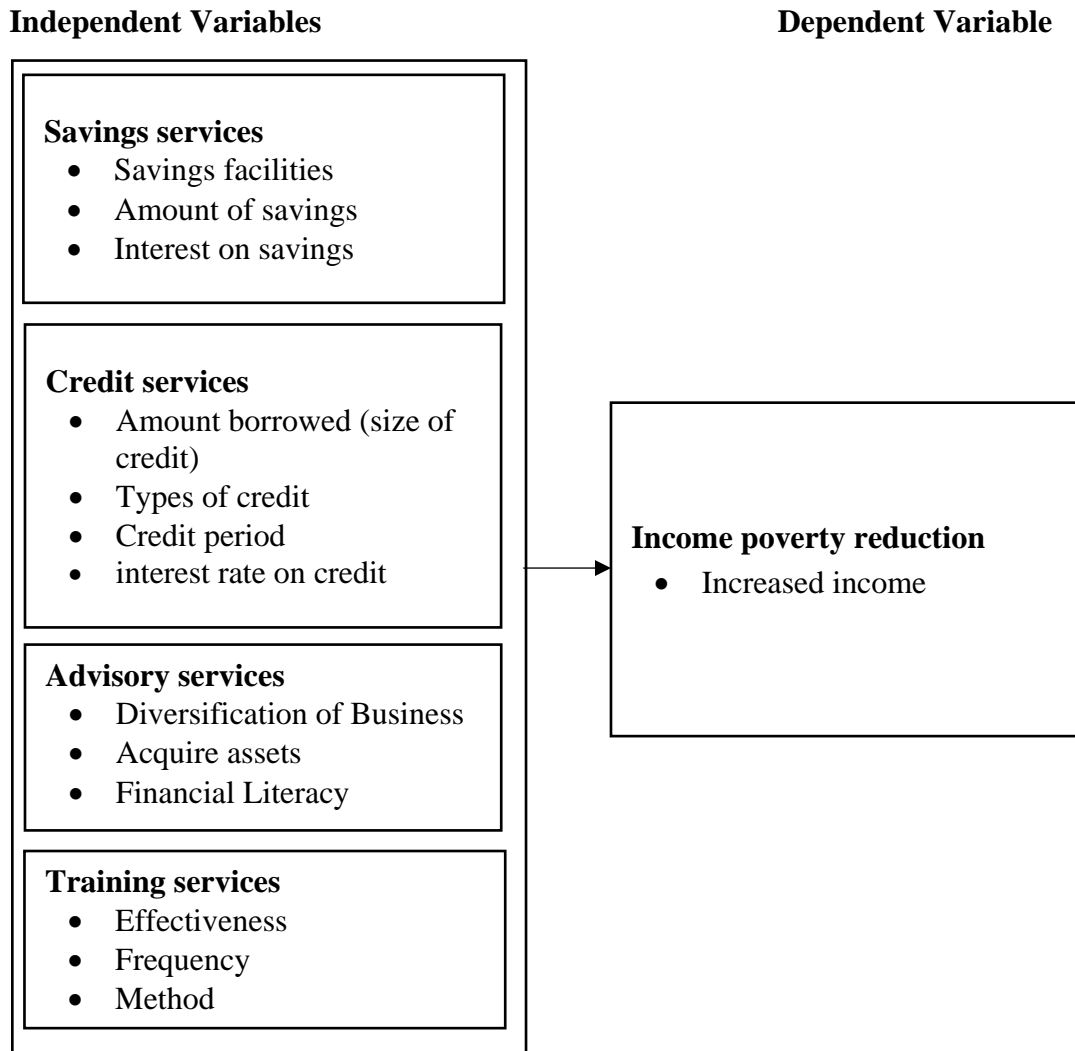 Independent Variables
Dependent Variable
Savings services
• Savings facilities
• Amount of savings
• Interest on savings
Credit services
• Amount borrowed (size of
credit)
• Types of credit
• Credit period
• interest rate on credit
Advisory services
• Diversification of Business
• Acquire assets
• Financial Literacy
Training services
• Effectiveness
• Frequency
• Method
Income poverty reduction
• Increased income